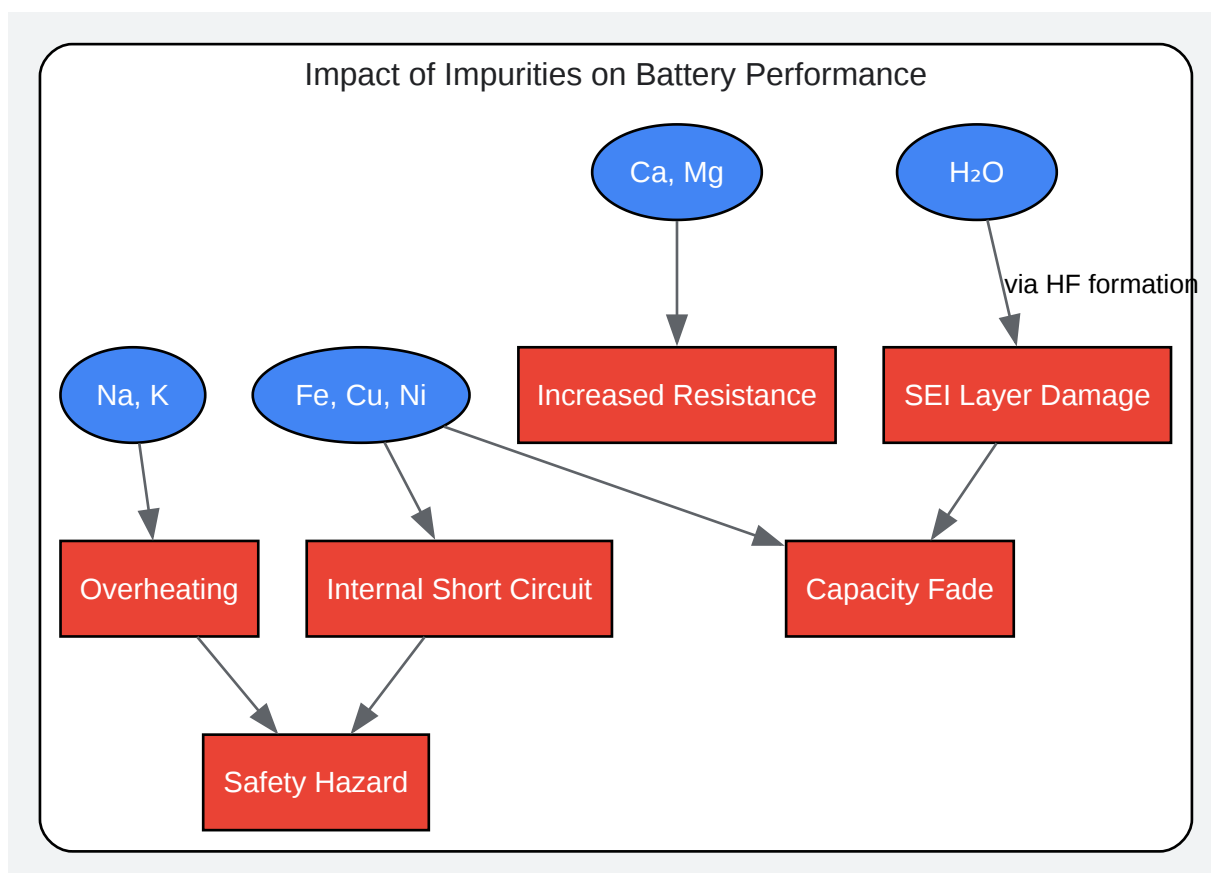 Impact of Impurities on Battery Performance
Ca, Mg
H₂O
via HF formation
Na, K
Fe, Cu, Ni
Increased Resistance
SEI Layer Damage
Overheating
Internal Short Circuit
Capacity Fade
Safety Hazard